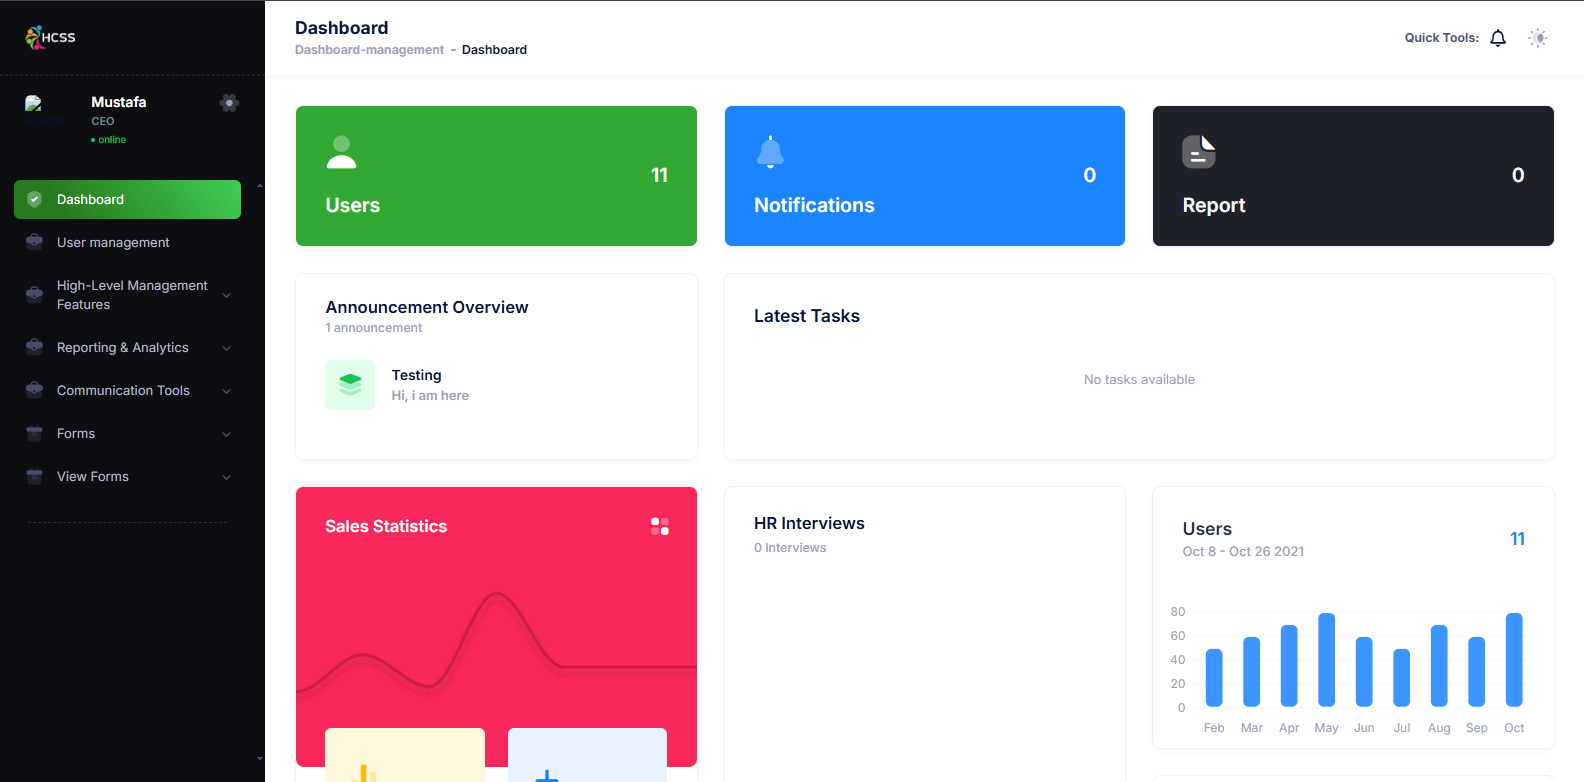 HCSS
Mustafa
CEO
online
Dashboard
User management
High-Level Management
Features
Reporting & Analytics
Communication Tools
Forms
View Forms
Dashboard
Dashboard-management - Dashboard
Quick Tools:
11
Users
0
Notifications
0
Report
Announcement Overview
1 announcement
Testing
Hi, i am here
Latest Tasks
No tasks available
Sales Statistics
HR Interviews
0 Interviews
Users
Oct 8 - Oct 26 2021
11
80
60
40
20
0
Feb Mar Apr May Jun Jul Aug Sep Oct